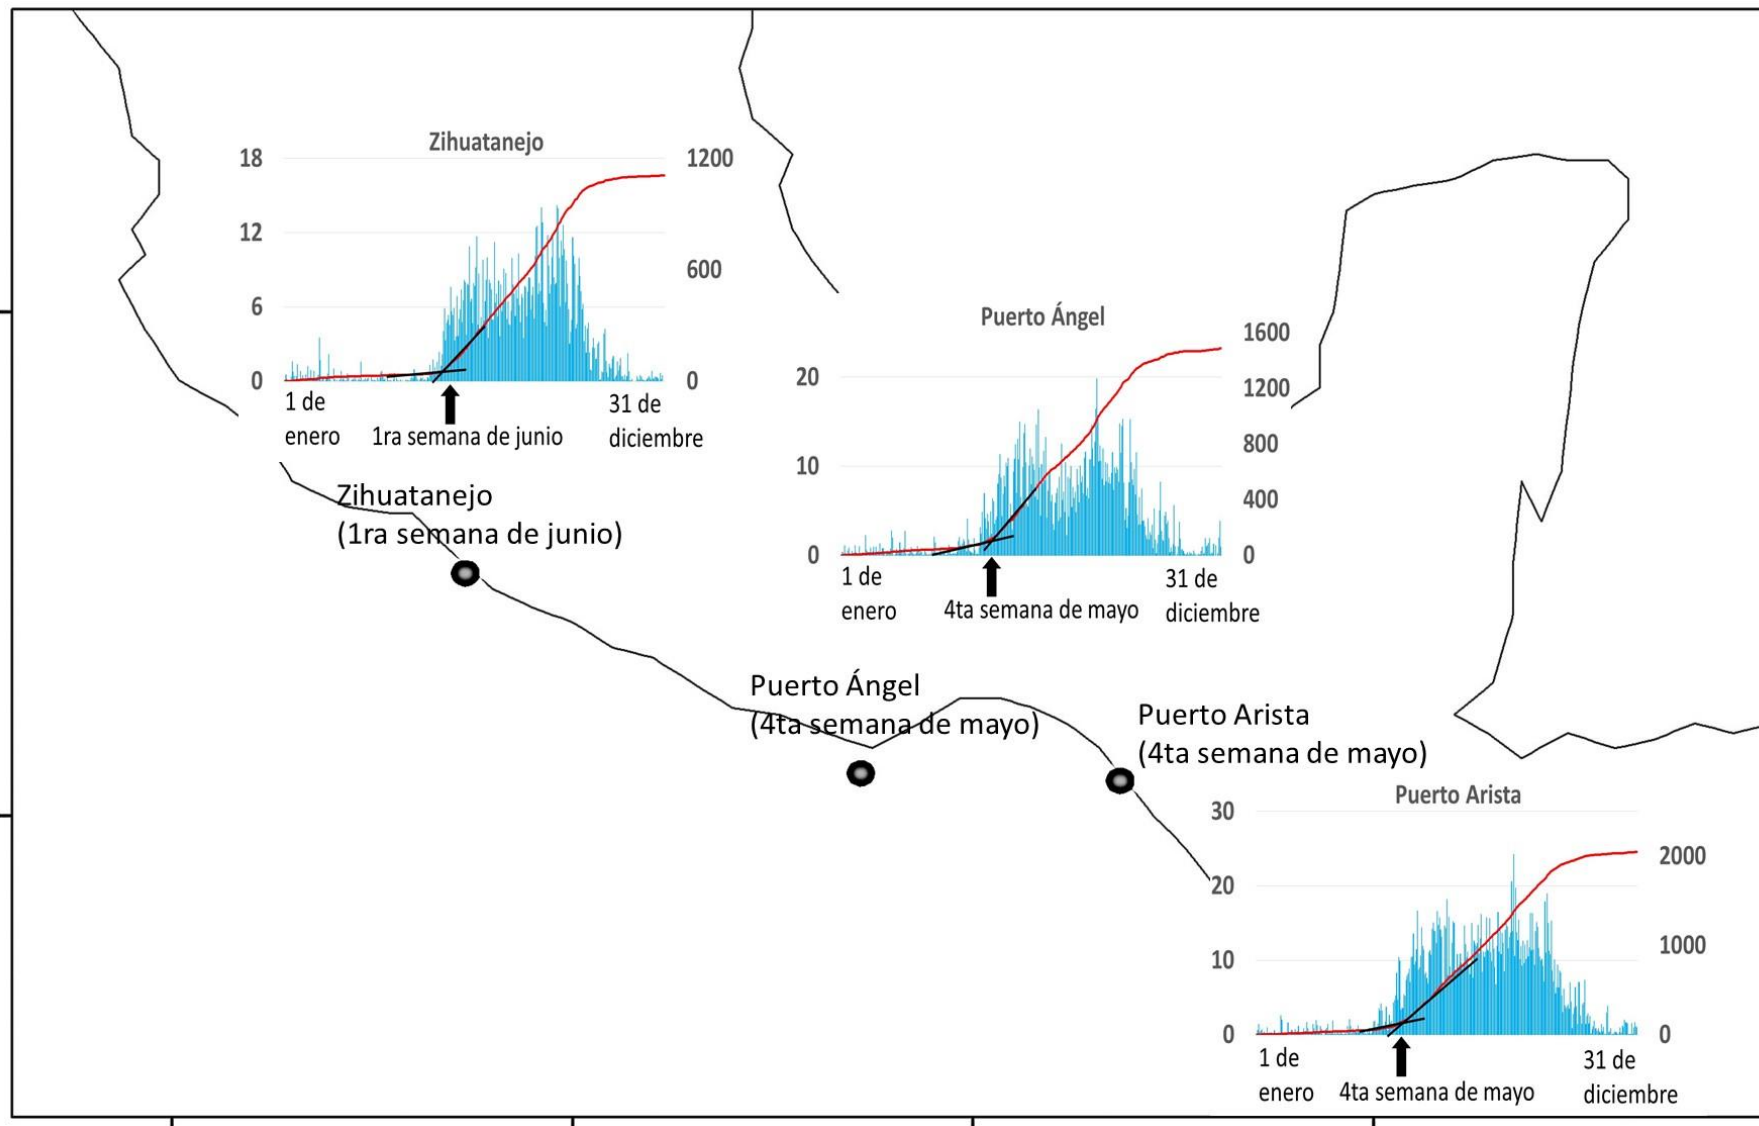 Zihuatanejo
18
1200
12
600
6
0
0
1 de
enero
31 de
diciembre
1ra semana de junio
Zihuatanejo
(1ra semana de junio)
Puerto Ángel
1600
20
1200
800
10
400
0
0
1 de
enero
31 de
diciembre
4ta semana de mayo
Puerto Ángel
(4ta semana de mayo)
Puerto Arista
(4ta semana de mayo)
Puerto Arista
30
2000
20
1000
10
0
0
1 de
enero
31 de
diciembre
4ta semana de mayo